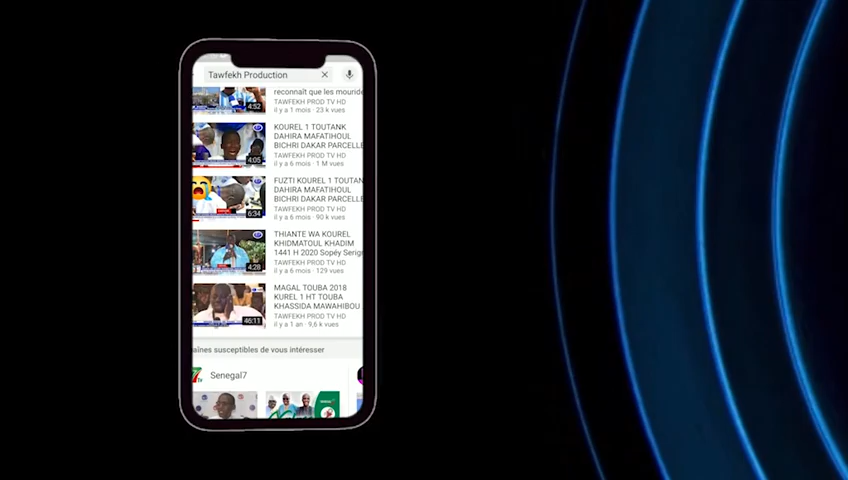 Tawfekh Production
reconnaît que les mouride
TAWFEKH PROD TV HD
il y a 1 mois · 23 k vues
4:52
KOUREL 1 TOUTANK
DAHIRA MAFATIHOUL
BICHRI DAKAR PARCELLE
TAWFEKH PROD TV HD
il y a 6 mois · 1 M vues
4:05
FUZTI KOUREL 1 TOUTAN
DAHIRA MAFATIHOUL
BICHRI DAKAR PARCELLE
TAWFEKH PROD TV HD
il y a 6 mois · 90 k vues
6:34
THIANTE WA KOUREL
KHIDMATOUL KHADIM
1441 H 2020 Sopéy Serig
TAWFEKH PROD TV HD
il y a 6 mois · 129 vues
4:28
MAGAL TOUBA 2018
KUREL 1 HT TOUBA
KHASSIDA MAWAHIBOU
TAWFEKH PROD TV HD
il y a 1 an · 9,6 k vues
46:11
aînes susceptibles de vous intéresser
Senegal7